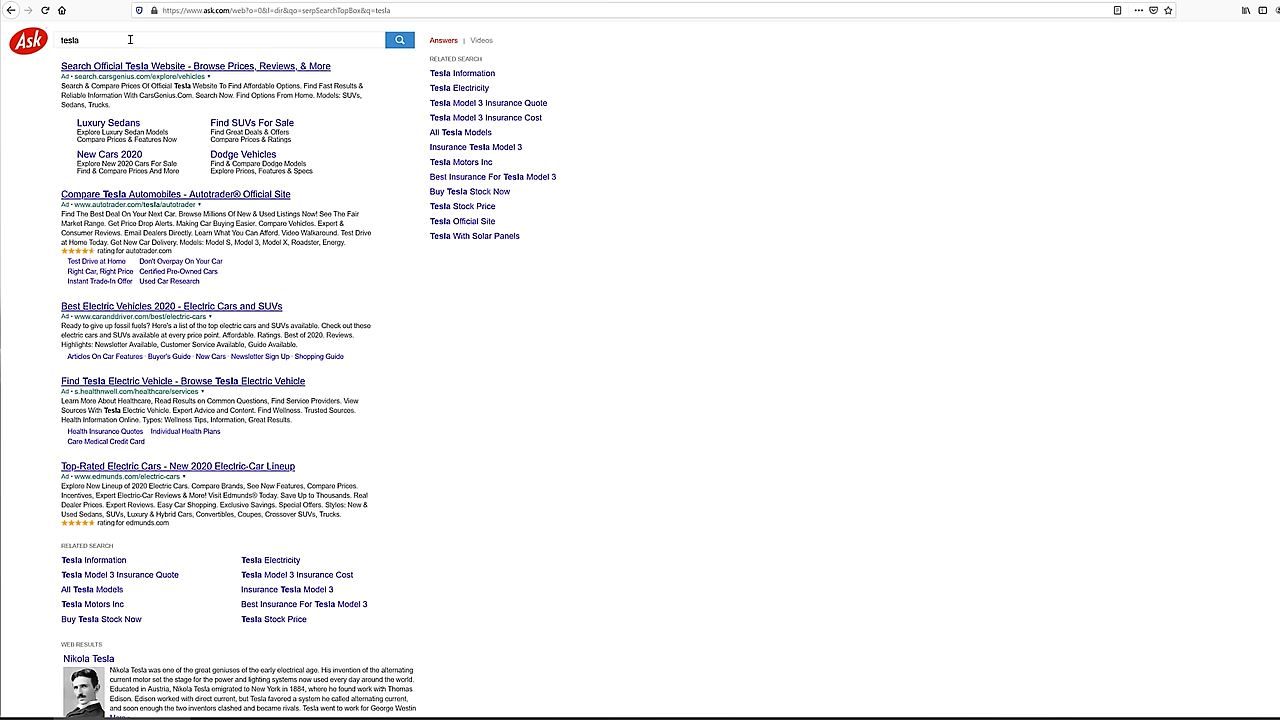 https://www.ask.com/web?o=0&l=dir&qo=serpSearchTopBox&q=tesla
Ask
tesla
Answers | Videos
Search Official Tesla Website - Browse Prices, Reviews, & More
Ad • search.carsgenius.com/explore/vehicles ▾
Search & Compare Prices Of Official Tesla Website To Find Affordable Options. Find Fast Results &
Reliable Information With CarsGenius.Com. Search Now. Find Options From Home. Models: SUVs,
Sedans, Trucks.
Luxury Sedans
Explore Luxury Sedan Models
Compare Prices & Features Now
Find SUVs For Sale
Find Great Deals & Offers
Compare Prices & Ratings
New Cars 2020
Explore New 2020 Cars For Sale
Find & Compare Prices And More
Dodge Vehicles
Find & Compare Dodge Models
Explore Prices, Features & Specs
Compare Tesla Automobiles - Autotrader® Official Site
Ad • www.autotrader.com/tesla/autotrader ▾
Find The Best Deal On Your Next Car. Browse Millions Of New & Used Listings Now! See The Fair
Market Range. Get Price Drop Alerts. Making Car Buying Easier. Compare Vehicles. Expert &
Consumer Reviews. Email Dealers Directly. Learn What You Can Afford. Video Walkaround. Test Drive
at Home Today. Get New Car Delivery. Models: Model S, Model 3, Model X, Roadster, Energy.
rating for autotrader.com
Test Drive at Home Don't Overpay On Your Car
Right Car, Right Price Certified Pre-Owned Cars
Instant Trade-In Offer Used Car Research
Best Electric Vehicles 2020 - Electric Cars and SUVs
Ad • www.caranddriver.com/best/electric-cars ▾
Ready to give up fossil fuels? Here's a list of the top electric cars and SUVs available. Check out these
electric cars and SUVs available at every price point. Affordable. Ratings. Best of 2020. Reviews.
Highlights: Newsletter Available, Customer Service Available, Guide Available.
Articles On Car Features · Buyer's Guide · New Cars · Newsletter Sign Up · Shopping Guide
Find Tesla Electric Vehicle - Browse Tesla Electric Vehicle
Ad • s.healthnwell.com/healthcare/services ▾
Learn More About Healthcare, Read Results on Common Questions, Find Service Providers. View
Sources With Tesla Electric Vehicle. Expert Advice and Content. Find Wellness. Trusted Sources.
Health Information Online. Types: Wellness Tips, Information, Great Results.
Health Insurance Quotes Individual Health Plans
Care Medical Credit Card
Top-Rated Electric Cars - New 2020 Electric-Car Lineup
Ad • www.edmunds.com/electric-cars ▾
Explore New Lineup of 2020 Electric Cars. Compare Brands, See New Features, Compare Prices.
Incentives, Expert Electric-Car Reviews & More! Visit Edmunds® Today. Save Up to Thousands. Real
Dealer Prices. Expert Reviews. Easy Car Shopping. Exclusive Savings. Special Offers. Styles: New &
Used Sedans, SUVs, Luxury & Hybrid Cars, Convertibles, Coupes, Crossover SUVs, Trucks.
rating for edmunds.com
RELATED SEARCH
Tesla Information Tesla Electricity
Tesla Model 3 Insurance Quote Tesla Model 3 Insurance Cost
All Tesla Models Insurance Tesla Model 3
Tesla Motors Inc Best Insurance For Tesla Model 3
Buy Tesla Stock Now Tesla Stock Price
WEB RESULTS
Nikola Tesla
Nikola Tesla was one of the great geniuses of the early electrical age. His invention of the alternating
current motor set the stage for the power and lighting systems now used every day around the world.
Educated in Austria, Nikola Tesla emigrated to New York in 1884, where he found work with Thomas
Edison. Edison worked with direct current, but Tesla favored a system he called alternating current,
and soon enough the two inventors clashed and became rivals. Tesla went to work for George Westin
RELATED SEARCH
Tesla Information
Tesla Electricity
Tesla Model 3 Insurance Quote
Tesla Model 3 Insurance Cost
All Tesla Models
Insurance Tesla Model 3
Tesla Motors Inc
Best Insurance For Tesla Model 3
Buy Tesla Stock Now
Tesla Stock Price
Tesla Official Site
Tesla With Solar Panels